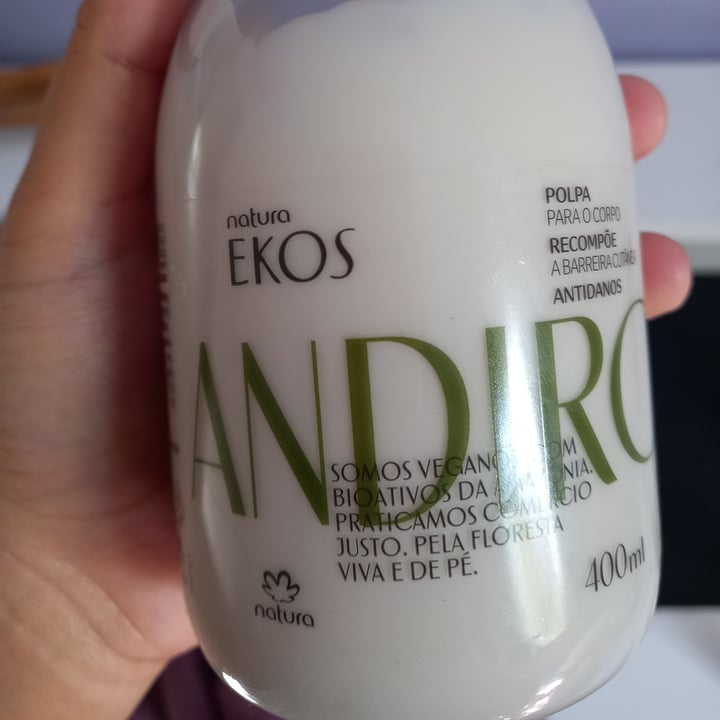 natura
EKOS
POLPA
PARA O CORPO
RECOMPÕE
A BARREIRA CUTÂNEA
ANTIDANOS
ANDIRO
SOMOS VEGANOS, COM
BIOATIVOS DA AMAZÔNIA.
PRATICAMOS COMÉRCIO
JUSTO. PELA FLORESTA
VIVA E DE PÉ.
400ml
natura